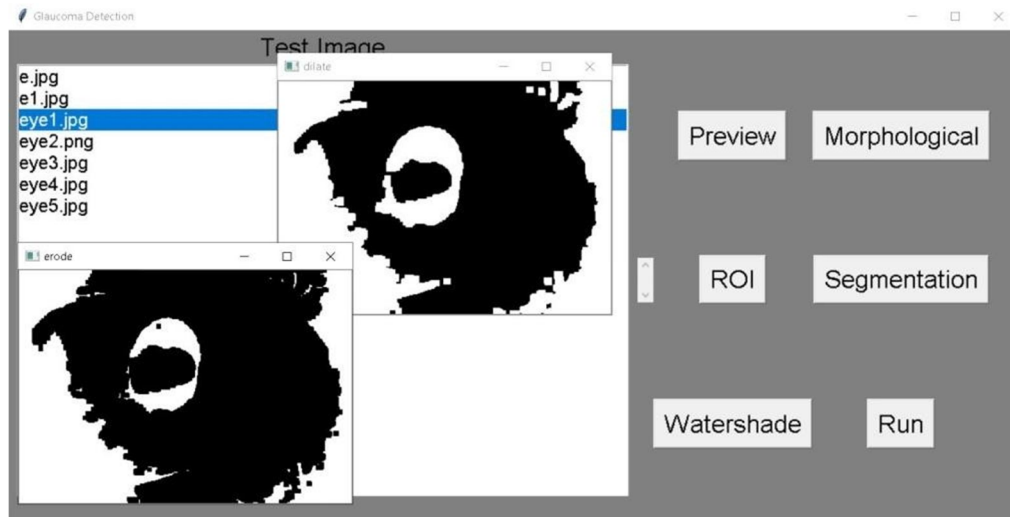 Glaucoma Detection
Test Image
dilate
e.jpg
e1.jpg
eye1.jpg
eye2.png
eye3.jpg
eye4.jpg
eye5.jpg
erode
Preview
Morphological
ROI
Segmentation
Watershade
Run